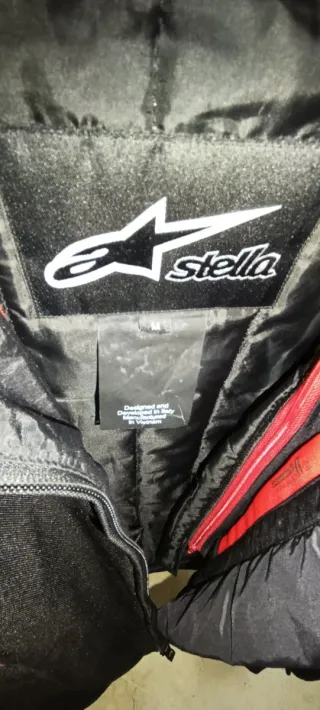 stella
M
Designed and
Developed in Italy
Manufactured
in Vietnam